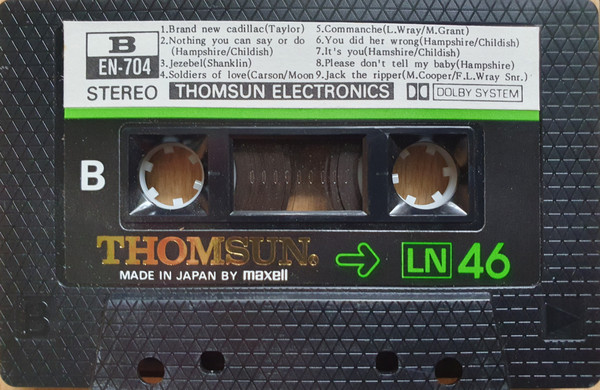 B
EN-704
STEREO
1.Brand new cadillac(Taylor)
2.Nothing you can say or do
(Hampshire/Childish)
3.Jezebel(Shanklin)
4.Soldiers of love(Carson/Moon
5.Commanche(L.Wray/M.Grant)
6.You did her wrong(Hampshire/Childish)
7.It's you(Hamshire/Childish)
8.Please don't tell my baby(Hampshire)
9.Jack the ripper(M.Cooper/F.L.Wray Snr.)
THOMSUN ELECTRONICS
DOLBY SYSTEM
B
THOMSUN.
MADE IN JAPAN BY maxell
LN 46
B